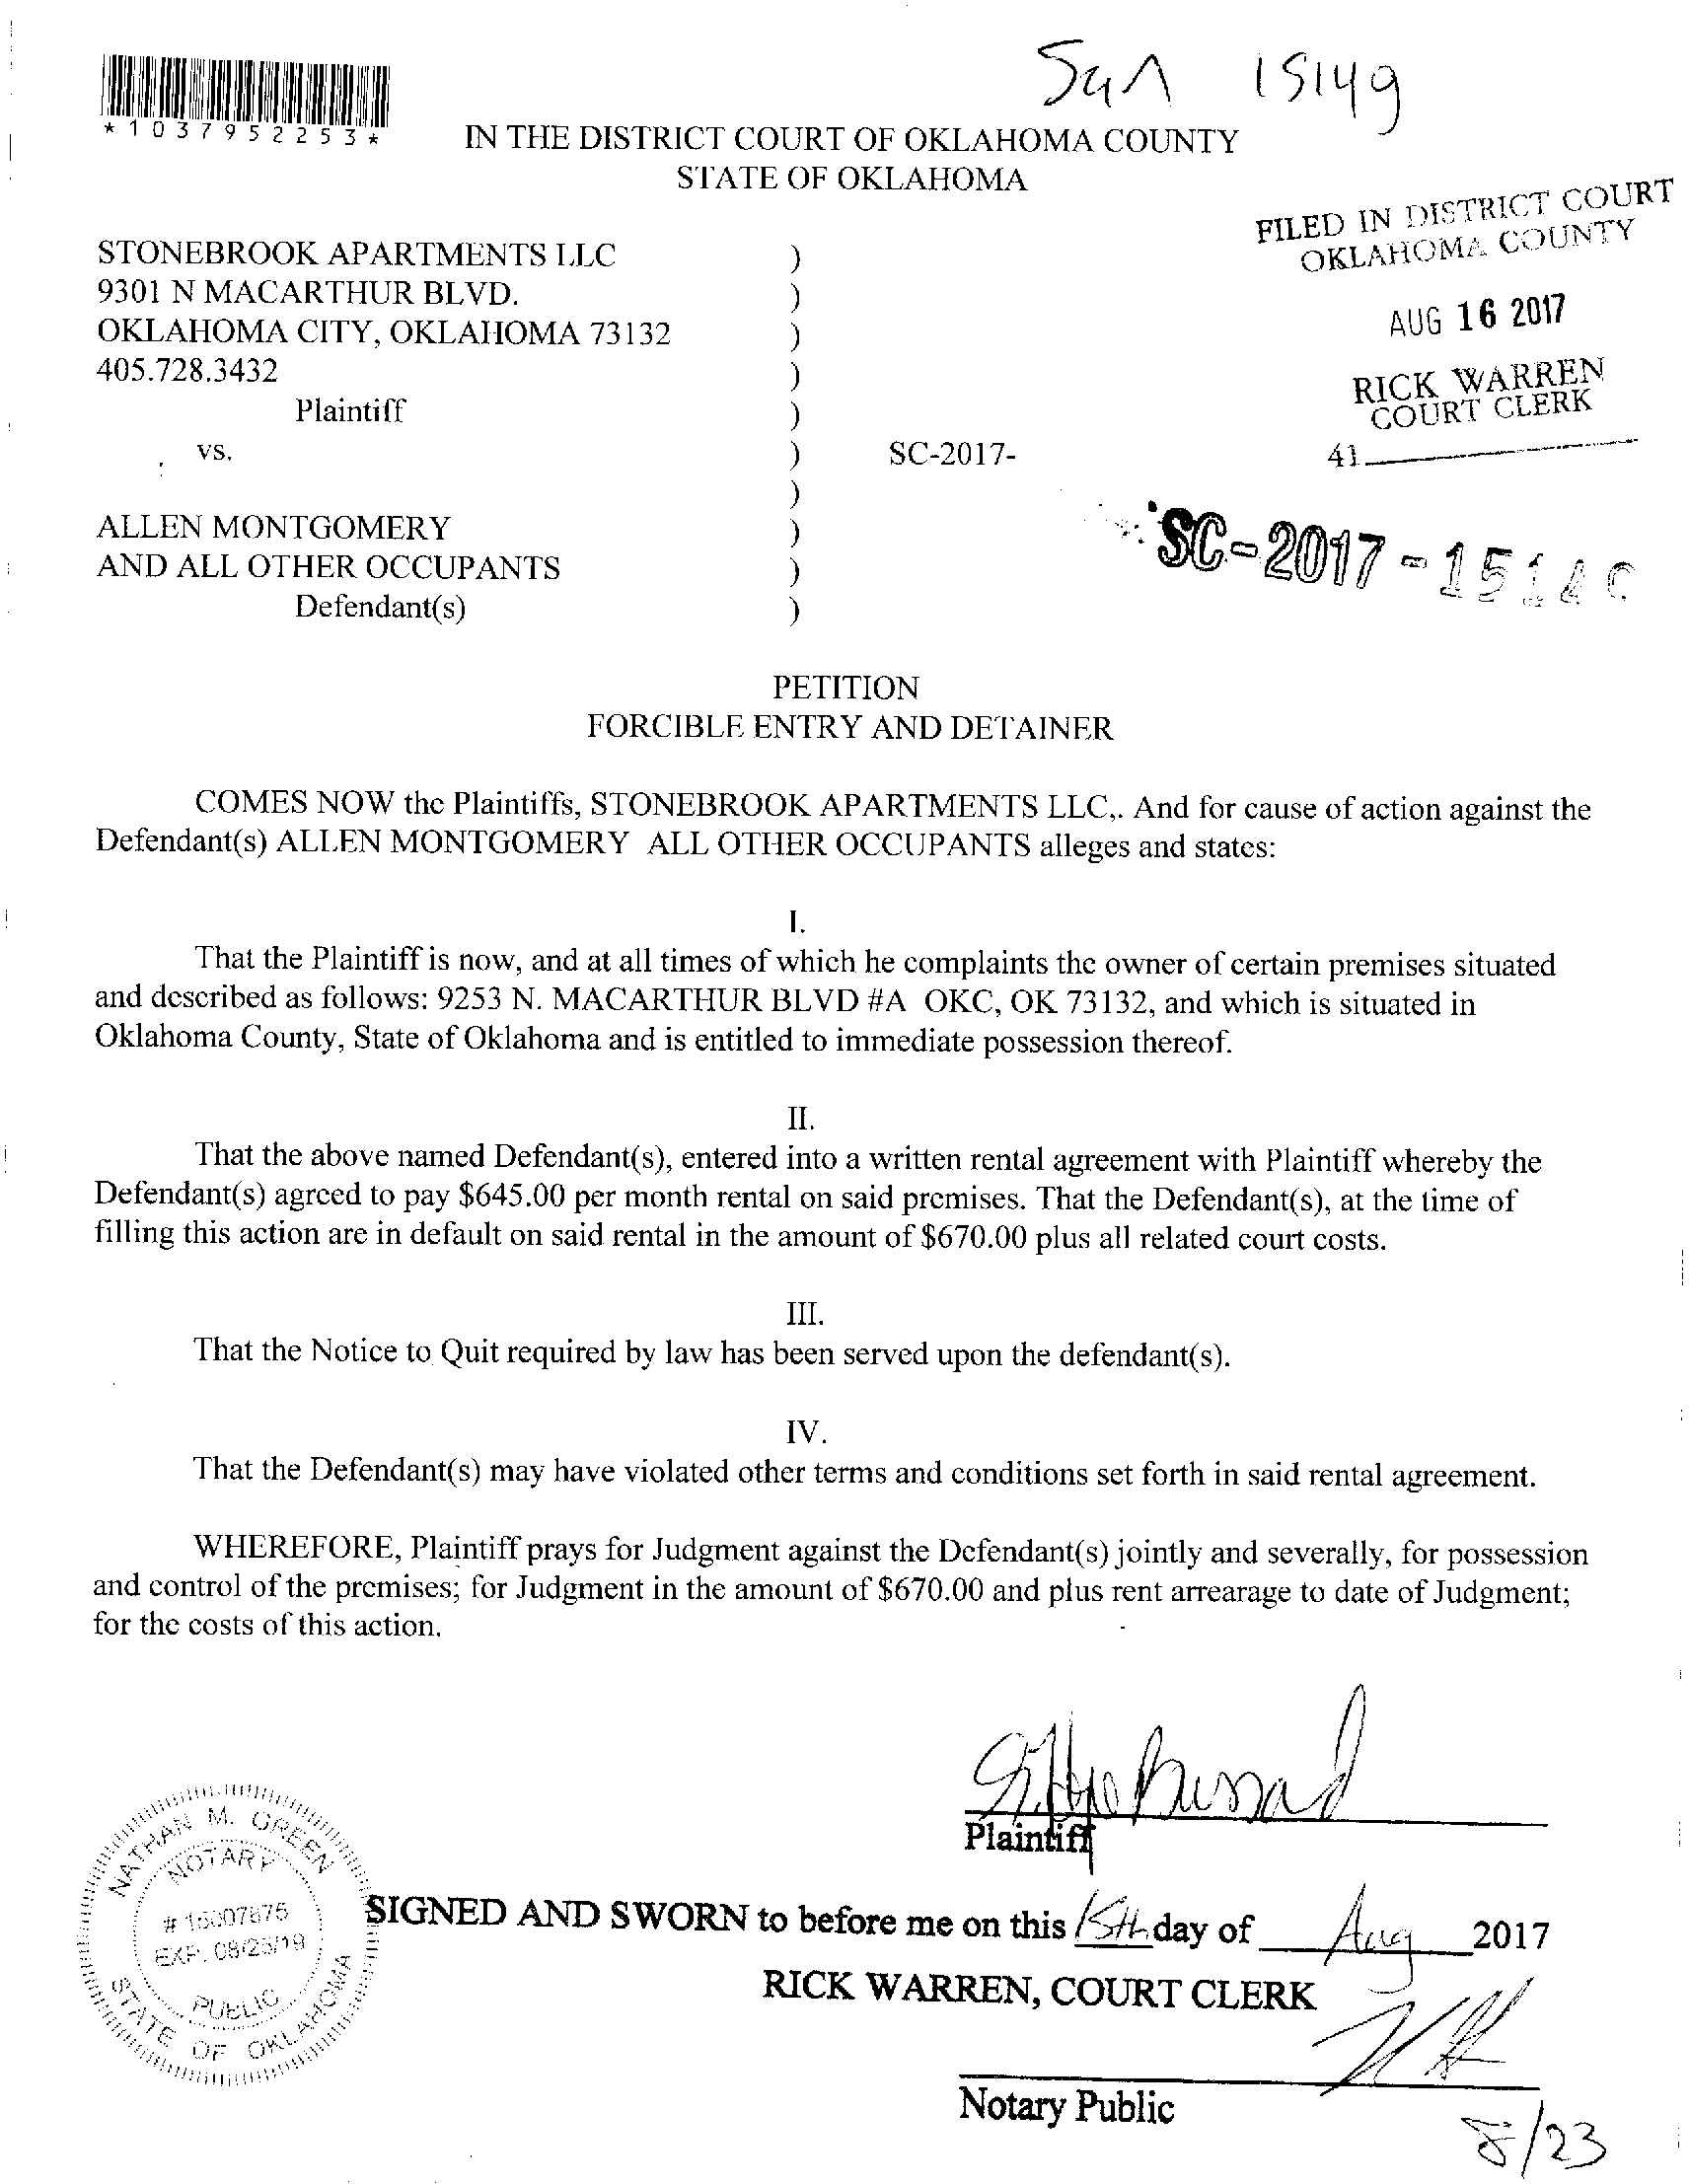 15149
*1037952253*
IN THE DISTRICT COURT OF OKLAHOMA COUNTY
STATE OF OKLAHOMA
FILED IN DISTRICT COURT
OKLAHOMA COUNTY
STONEBROOK APARTMENTS LLC )
9301 N MACARTHUR BLVD. )
OKLAHOMA CITY, OKLAHOMA 73132 )
AUG 16 2017
405.728.3432 )
RICK WARREN
COURT CLERK
Plaintiff )
vs. ) SC-2017-
41
)
ALLEN MONTGOMERY )
SC-2017-
AND ALL OTHER OCCUPANTS )
Defendant(s) )
PETITION
FORCIBLE ENTRY AND DETAINER
COMES NOW the Plaintiffs, STONEBROOK APARTMENTS LLC,. And for cause of action against the
Defendant(s) ALLEN MONTGOMERY ALL OTHER OCCUPANTS alleges and states:
I.
That the Plaintiff is now, and at all times of which he complaints the owner of certain premises situated
and described as follows: 9253 N. MACARTHUR BLVD #A OKC, OK 73132, and which is situated in
Oklahoma County, State of Oklahoma and is entitled to immediate possession thereof.
II.
That the above named Defendant(s), entered into a written rental agreement with Plaintiff whereby the
Defendant(s) agreed to pay $645.00 per month rental on said premises. That the Defendant(s), at the time of
filling this action are in default on said rental in the amount of $670.00 plus all related court costs.
III.
That the Notice to Quit required by law has been served upon the defendant(s).
IV.
That the Defendant(s) may have violated other terms and conditions set forth in said rental agreement.
WHEREFORE, Plaintiff prays for Judgment against the Defendant(s) jointly and severally, for possession
and control of the premises; for Judgment in the amount of $670.00 and plus rent arrearage to date of Judgment;
for the costs of this action.
Plaintiff
NATHAN M. GREEN
NOTARY
EXP. 08/25/19
PUBLIC
STATE OF OKLAHOMA
SIGNED AND SWORN to before me on this 15th day of Aug 2017
RICK WARREN, COURT CLERK
Notary Public
8/23